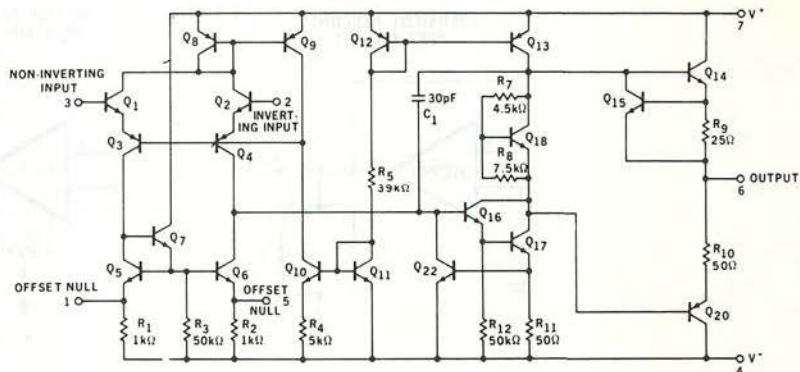 7
V+
Q8
Q9
Q12
Q13
Q14
NON-INVERTING
INPUT
3
Q1
Q2
2
INVERT-
ING INPUT
30pF
C1
R7
4.5kΩ
Q18
Q15
R9
25Ω
Q3
Q4
R8
7.5kΩ
R5
39kΩ
OUTPUT
6
Q16
Q7
Q17
R10
50Ω
Q5
Q6
Q10
Q11
Q22
OFFSET NULL
1
OFFSET
5
NULL
Q20
R1
1kΩ
R3
50kΩ
R2
1kΩ
R4
5kΩ
R12
50kΩ
R11
50Ω
V-
4